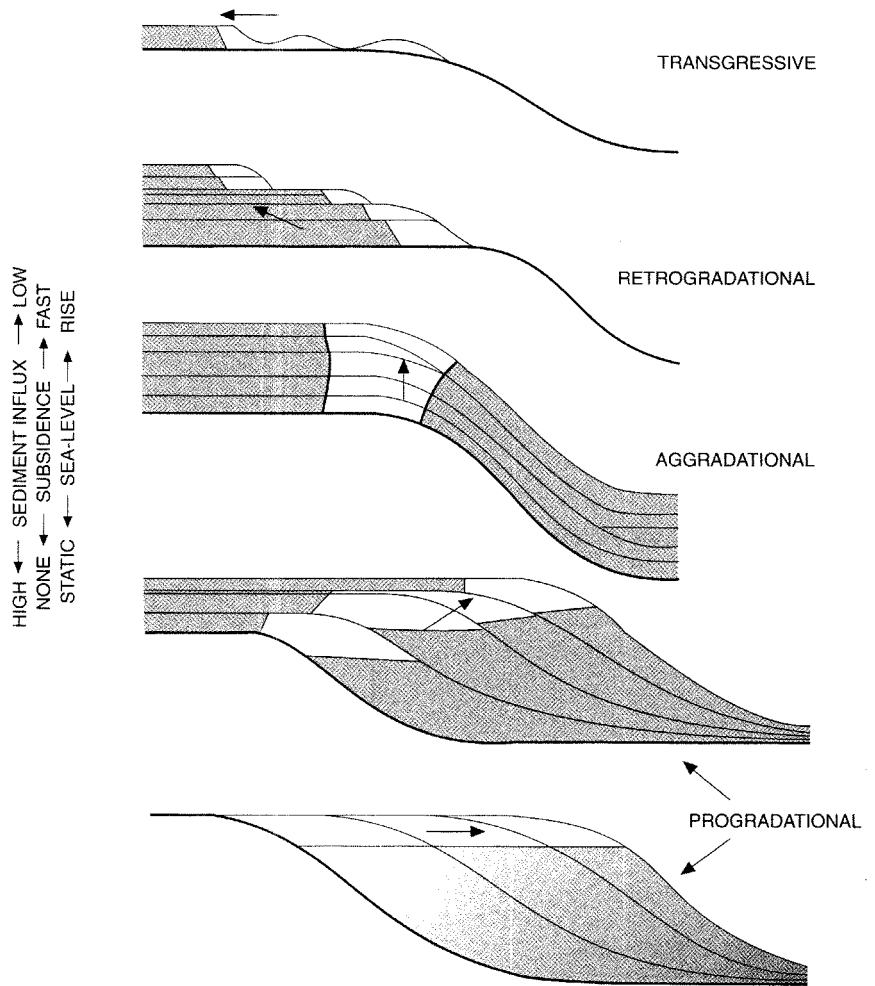 TRANSGRESSIVE
RETROGRADATIONAL
AGGRADATIONAL
PROGRADATIONAL
HIGH ← SEDIMENT INFLUX → LOW
NONE ← SUBSIDENCE → FAST
STATIC ← SEA-LEVEL → RISE